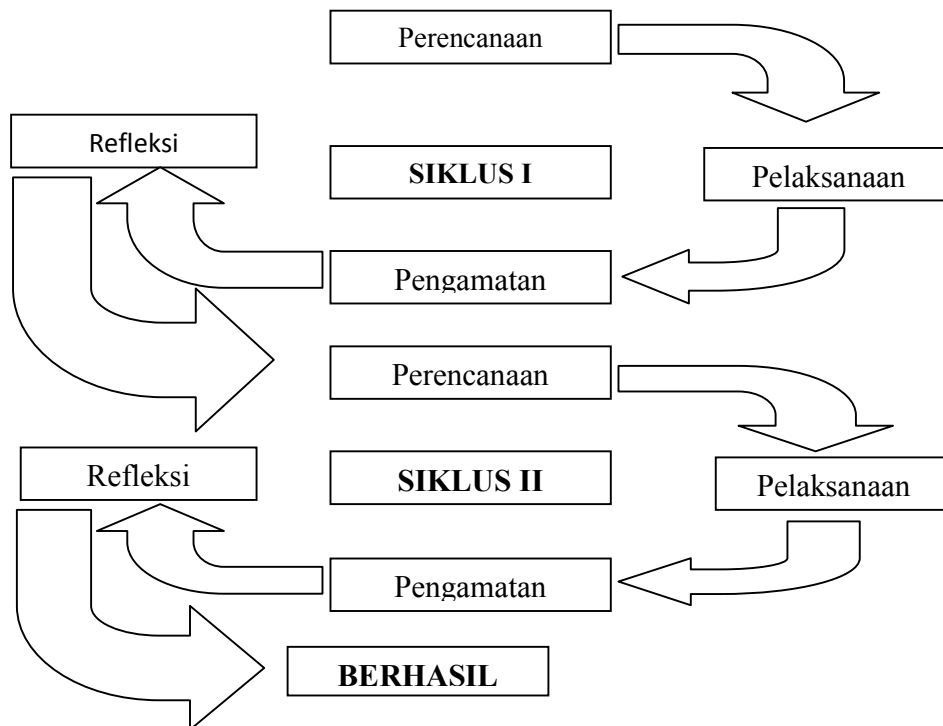 Perencanaan
Refleksi
SIKLUS I
Pelaksanaan
Pengamatan
Perencanaan
Refleksi
SIKLUS II
Pelaksanaan
Pengamatan
BERHASIL